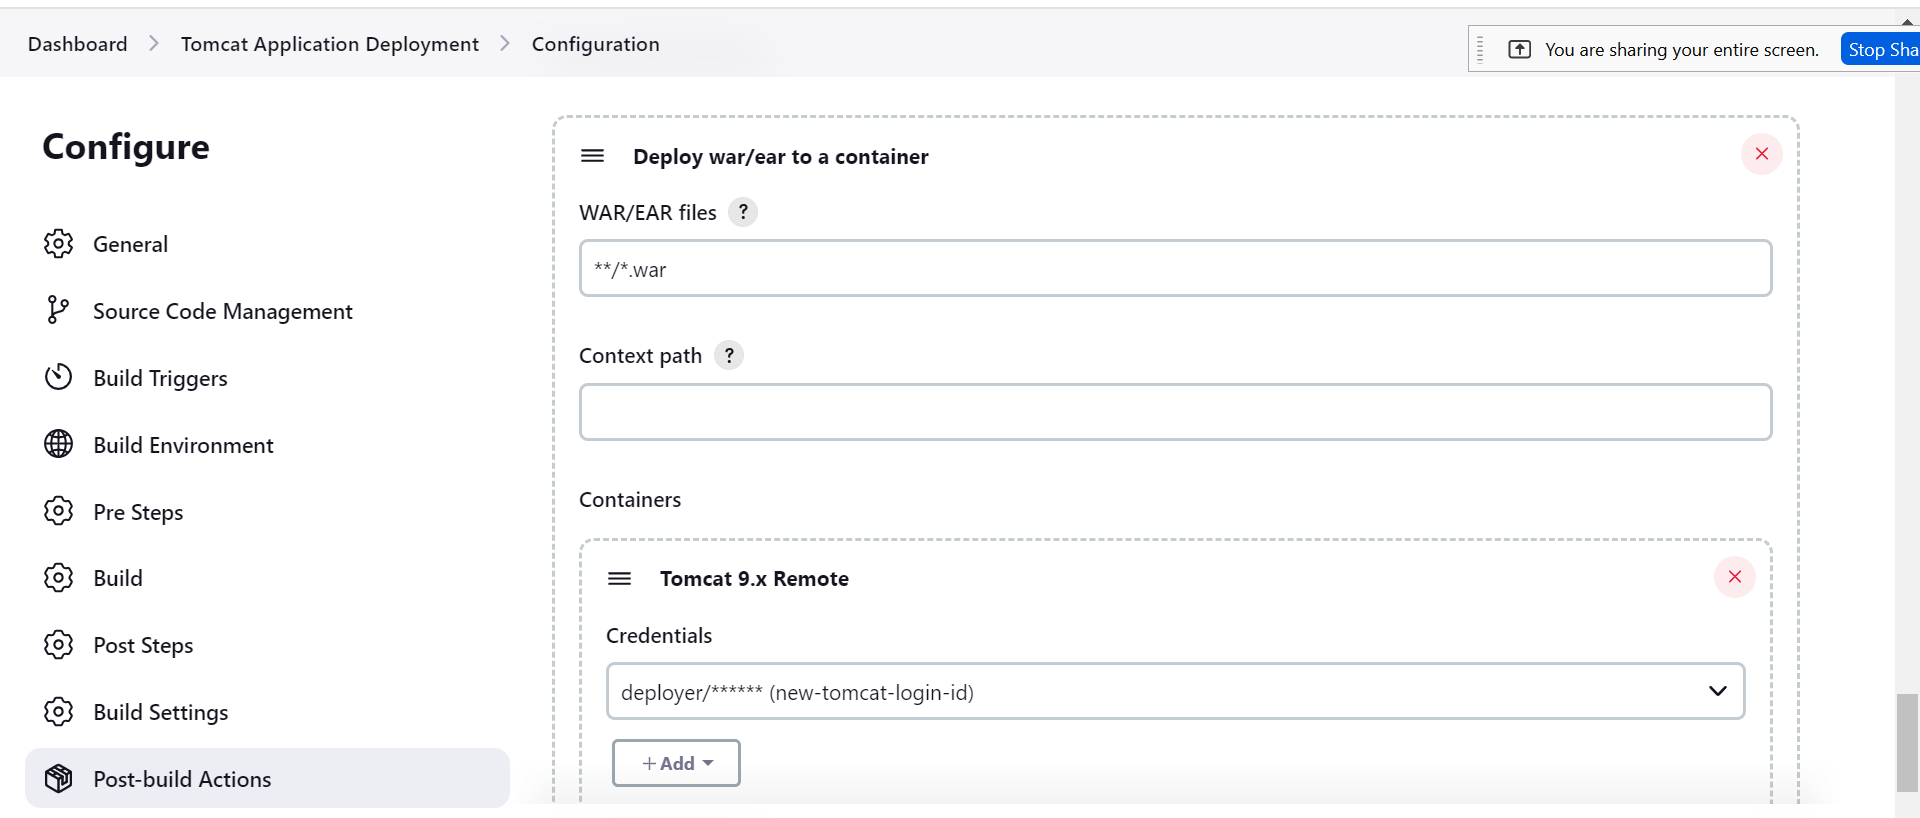 Dashboard > Tomcat Application Deployment > Configuration
You are sharing your entire screen. Stop Sha
Configure
General
Source Code Management
Build Triggers
Build Environment
Pre Steps
Build
Post Steps
Build Settings
Post-build Actions
Deploy war/ear to a container
WAR/EAR files ?
**/*.war
Context path ?
Containers
Tomcat 9.x Remote
Credentials
deployer/****** (new-tomcat-login-id)
+ Add